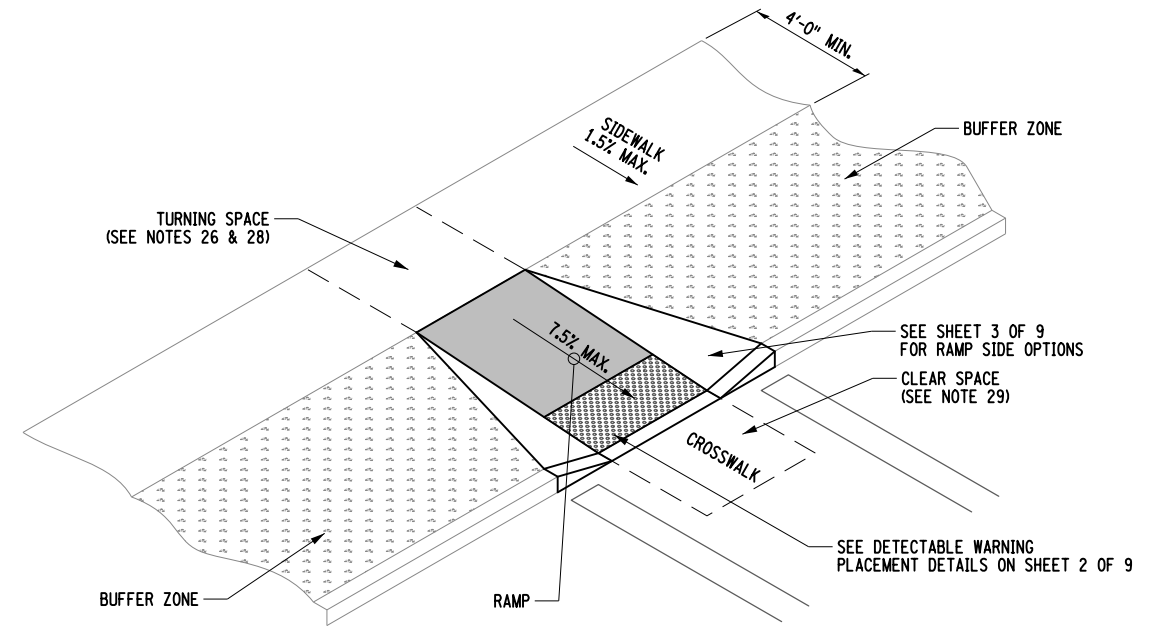 4'-0" MIN.
BUFFER ZONE
SIDEWALK
1.5% MAX.
TURNING SPACE
(SEE NOTES 26 & 28)
7.5% MAX.
SEE SHEET 3 OF 9
FOR RAMP SIDE OPTIONS
CLEAR SPACE
(SEE NOTE 29)
CROSSWALK
SEE DETECTABLE WARNING
PLACEMENT DETAILS ON SHEET 2 OF 9
BUFFER ZONE
RAMP